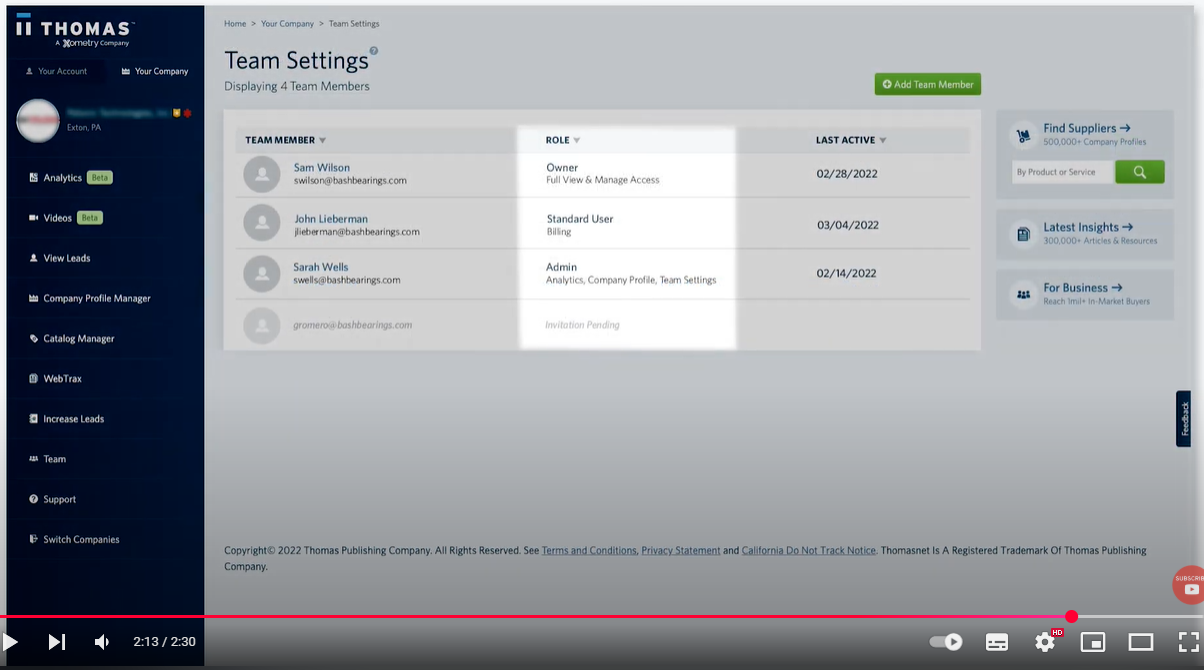 THOMAS™
A Xometry Company
Your Account
Your Company
Exton, PA
Analytics Beta
Videos Beta
View Leads
Company Profile Manager
Catalog Manager
WebTrax
Increase Leads
Team
Support
Switch Companies
Home > Your Company > Team Settings
Team Settings ?
Displaying 4 Team Members
Add Team Member
TEAM MEMBER ROLE LAST ACTIVE
Sam Wilson Owner 02/28/2022
swilson@bashbearings.com Full View & Manage Access
John Lieberman Standard User 03/04/2022
jlieberman@bashbearings.com Billing
Sarah Wells Admin 02/14/2022
swells@bashbearings.com Analytics, Company Profile, Team Settings
gromero@bashbearings.com Invitation Pending
Find Suppliers →
500,000+ Company Profiles
By Product or Service
Latest Insights →
300,000+ Articles & Resources
For Business →
Reach 1mil+ In-Market Buyers
Feedback
Copyright© 2022 Thomas Publishing Company. All Rights Reserved. See Terms and Conditions, Privacy Statement and California Do Not Track Notice. Thomasnet Is A Registered Trademark Of Thomas Publishing
Company.
SUBSCRIB
2:13 / 2:30
HD